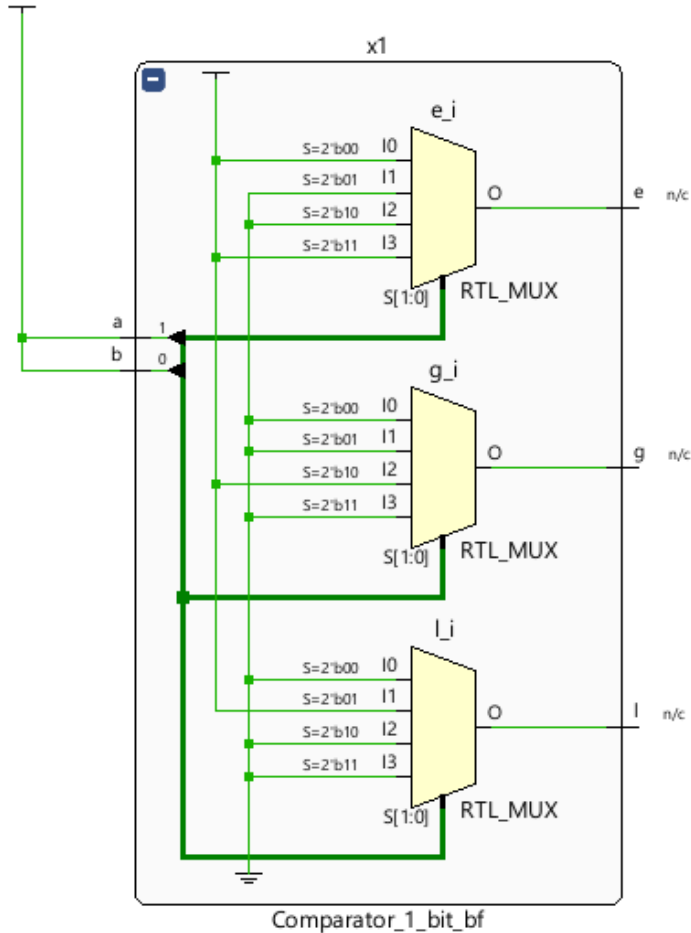 x1
e_i
S=2'b00 I0
S=2'b01 I1
S=2'b10 I2
S=2'b11 I3
O
e n/c
S[1:0]
RTL_MUX
a 1
b 0
g_i
S=2'b00 I0
S=2'b01 I1
S=2'b10 I2
S=2'b11 I3
O
g n/c
S[1:0]
RTL_MUX
l_i
S=2'b00 I0
S=2'b01 I1
S=2'b10 I2
S=2'b11 I3
O
l n/c
S[1:0]
RTL_MUX
Comparator_1_bit_bf